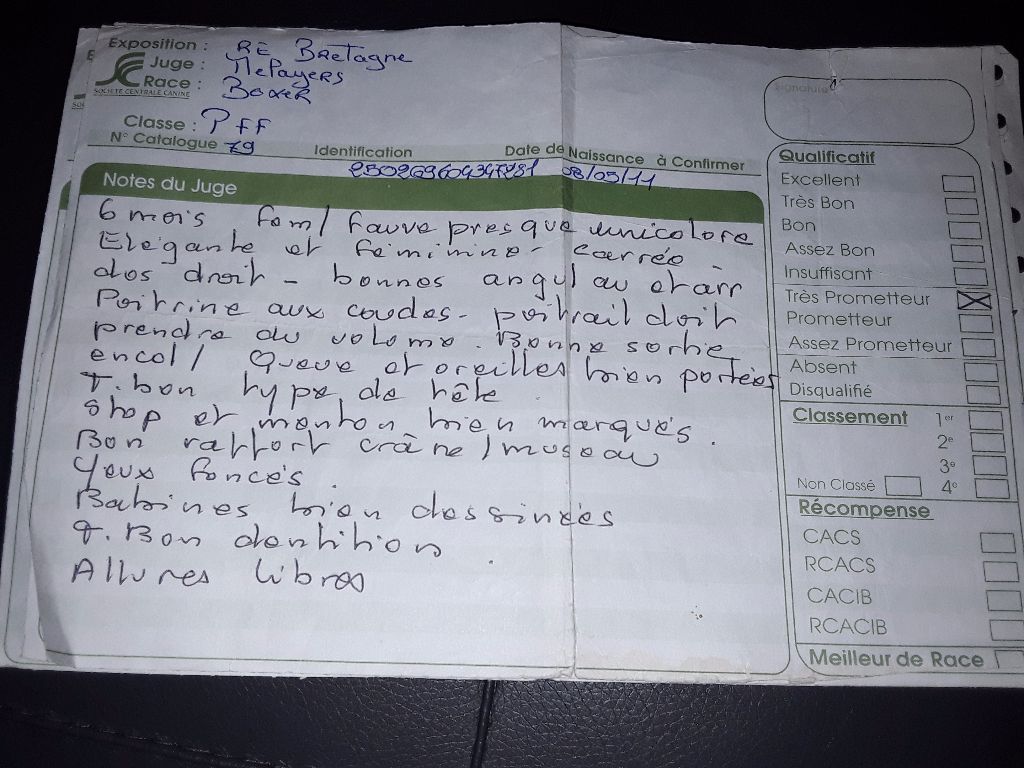 Exposition : RE Bretagne
Juge : Mepayers
Race : Boxer
SOCIETE CENTRALE CANINE
Classe : PFF
N° Catalogue 79
Identification
Date de Naissance à Confirmer
08/05/11
Notes du Juge
6 mois fem/ fauve presque unicolore
Elegante et féminine - carrée -
dos droit - bonnes angul av et arr
Poitrine aux coudes - poitrail doit
prendre du volume. Bonne sortie
encol/ Queue et oreilles bien portées
T. bon type de tête.
Stop et menton bien marqués.
Bon rapport crâne/museau
Yeux foncés.
Babines bien dessinées
T. Bon dentition
Allures libres
Signature
Qualificatif
Excellent
Très Bon
Bon
Assez Bon
Insuffisant
Très Prometteur
Prometteur
Assez Prometteur
Absent
Disqualifié
Classement 1er
2e
3e
Non Classé 4e
Récompense
CACS
RCACS
CACIB
RCACIB
Meilleur de Race